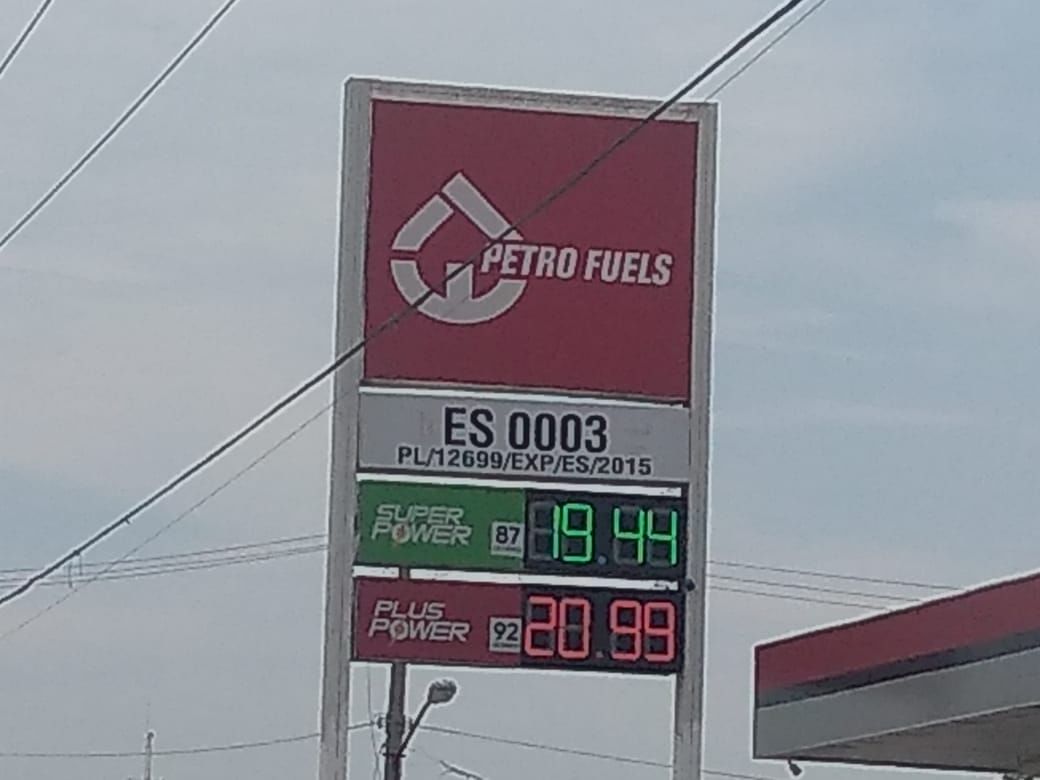 PETRO FUELS
ES 0003
PL/12699/EXP/ES/2015
SUPER
POWER
87
19.44
PLUS
POWER
92
20.99